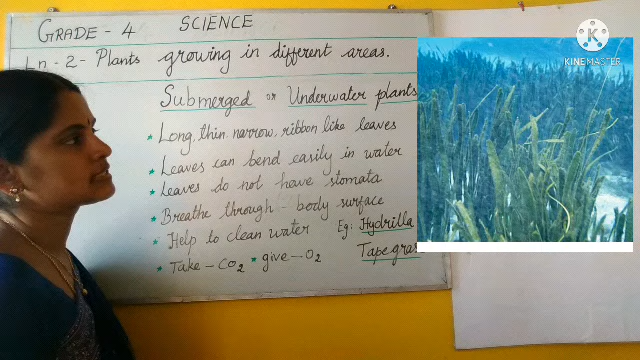 GRADE - 4 SCIENCE
Ln - 2 - Plants growing in different areas.
Submerged or Underwater plants
* Long, thin, narrow, ribbon like leaves
* Leaves can bend easily in water
* Leaves do not have stomata
* Breathe through - body surface
* Help to clean water Eg: Hydrilla
* Take - CO₂ * give - O₂ Tape gras
KINEMASTER